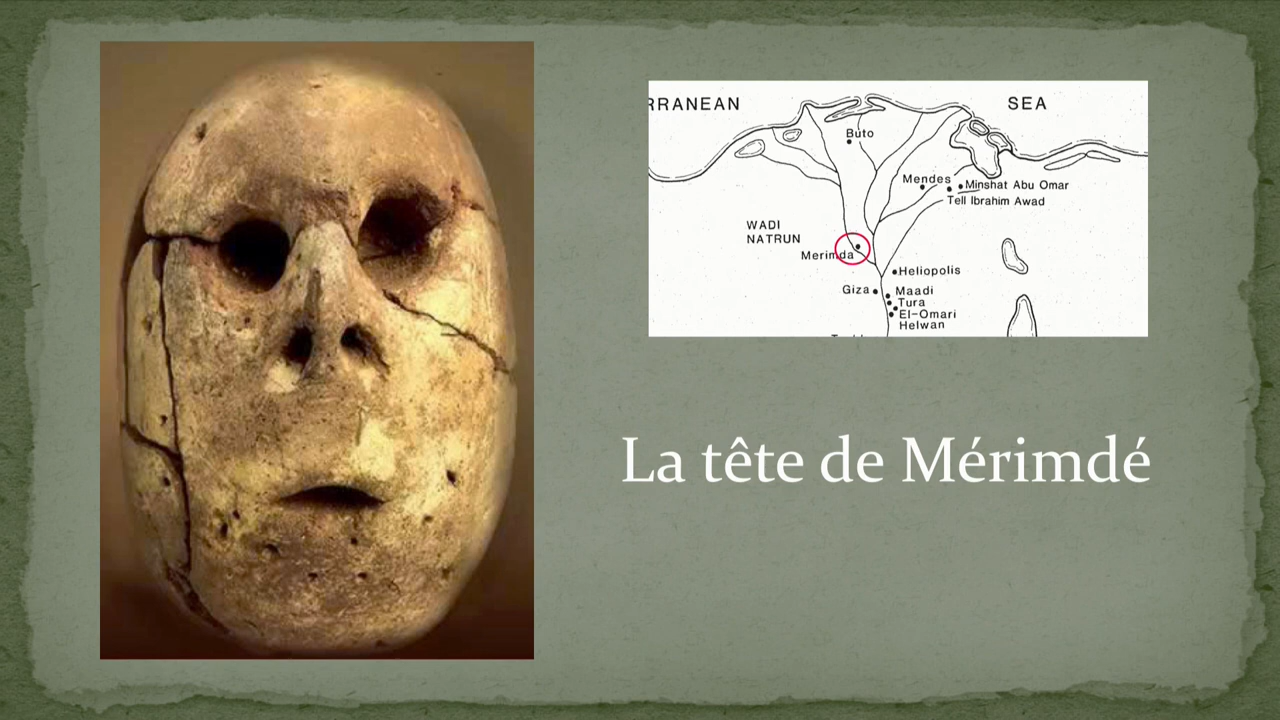 RRANEAN SEA
Buto
Mendes Minshat Abu Omar
Tell Ibrahim Awad
WADI
NATRUN
Merimda
Heliopolis
Giza Maadi
Tura
El-Omari
Helwan
La tête de Mérimdé